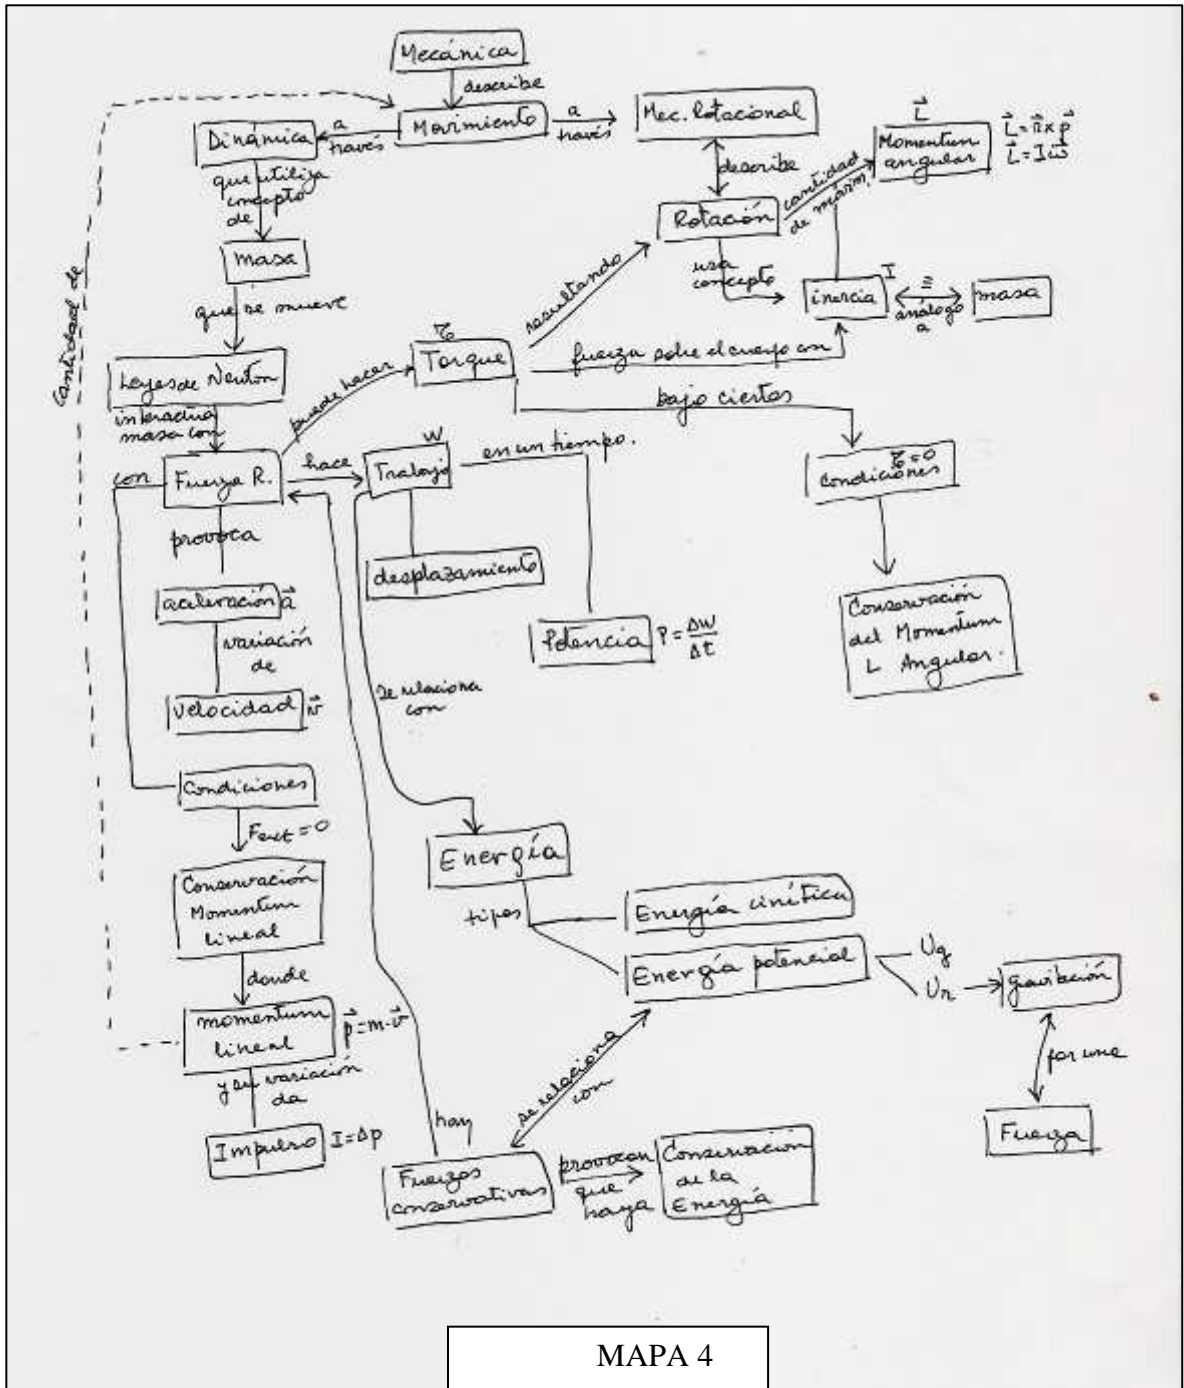 Mecánica
describe
Movimiento
a
través
Dinámica
que utiliza
concepto
de
masa
que se mueve
Leyes de Newton
interactúa
masa con
Fuerza R.
con
provoca
aceleración a⃗
variación
de
velocidad v⃗
Condiciones
Fext = 0
Conservación
Momentum
lineal
donde
momentum
lineal
p⃗ = m·v⃗
y su variación
da
Impulso I = Δp
Cantidad de
a
través
Mec. Rotacional
describe
Rotación
cantidad
de movim.
L⃗
Momentum
angular
L⃗ = r⃗ x p⃗
L⃗ = I ω⃗
usa
concepto
inercia I
≡
análogo
a
masa
puede hacer
τ
Torque
resultando
fuerza sobre el cuerpo con
bajo ciertas
τ = 0
Condiciones
Conservación
del Momentum
L Angular.
hace
W
Trabajo
en un tiempo.
desplazamiento
Potencia P = ΔW/Δt
se relaciona
con
Energía
tipos
Energía cinética
Energía potencial
Ug
gravitación
por una
Fuerza
se relaciona
con
hay
Fuerzas
conservativas
provocan
que
haya
Conservación
de la
Energía
MAPA 4